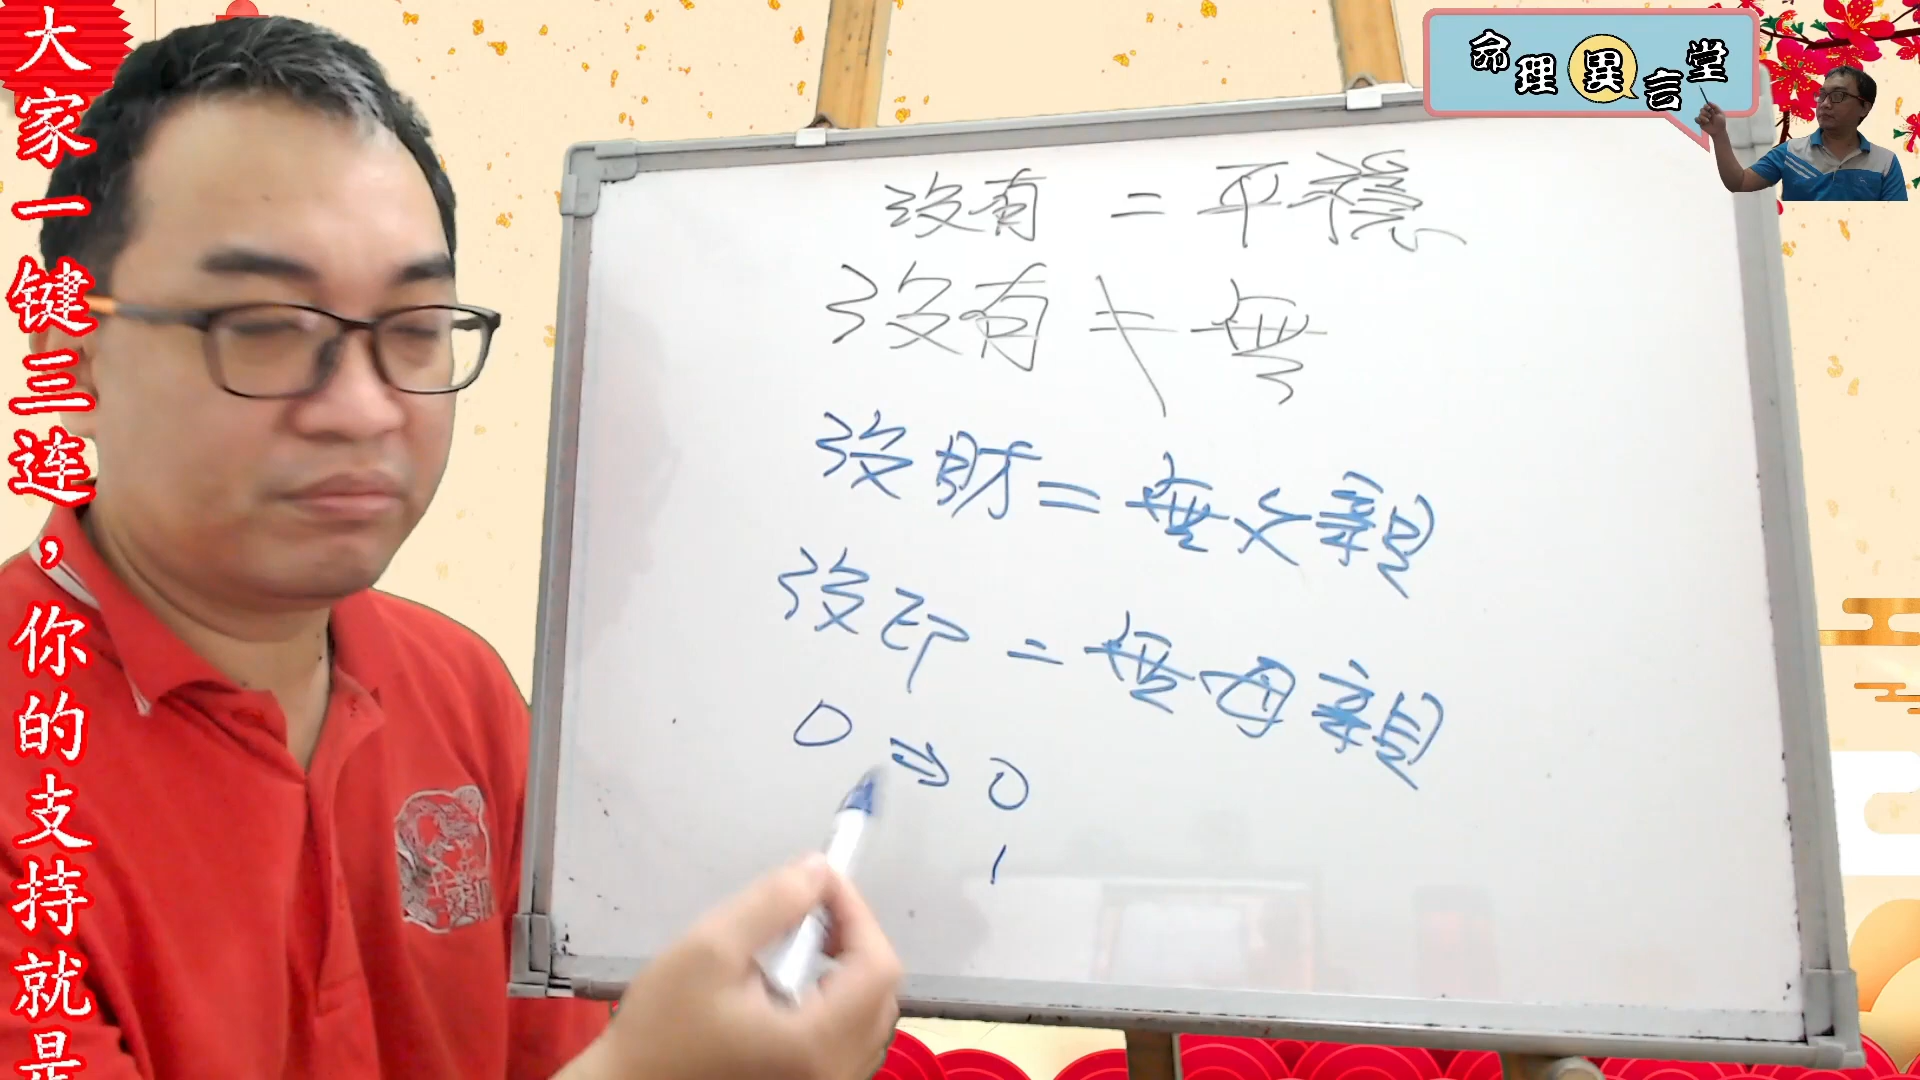 大家一键三连，你的支持就是
命理異言堂
沒有 = 平穩
沒有 ≠ 無
沒財 = 無父親
沒印 = 無母親
0 ⇒ 0
1